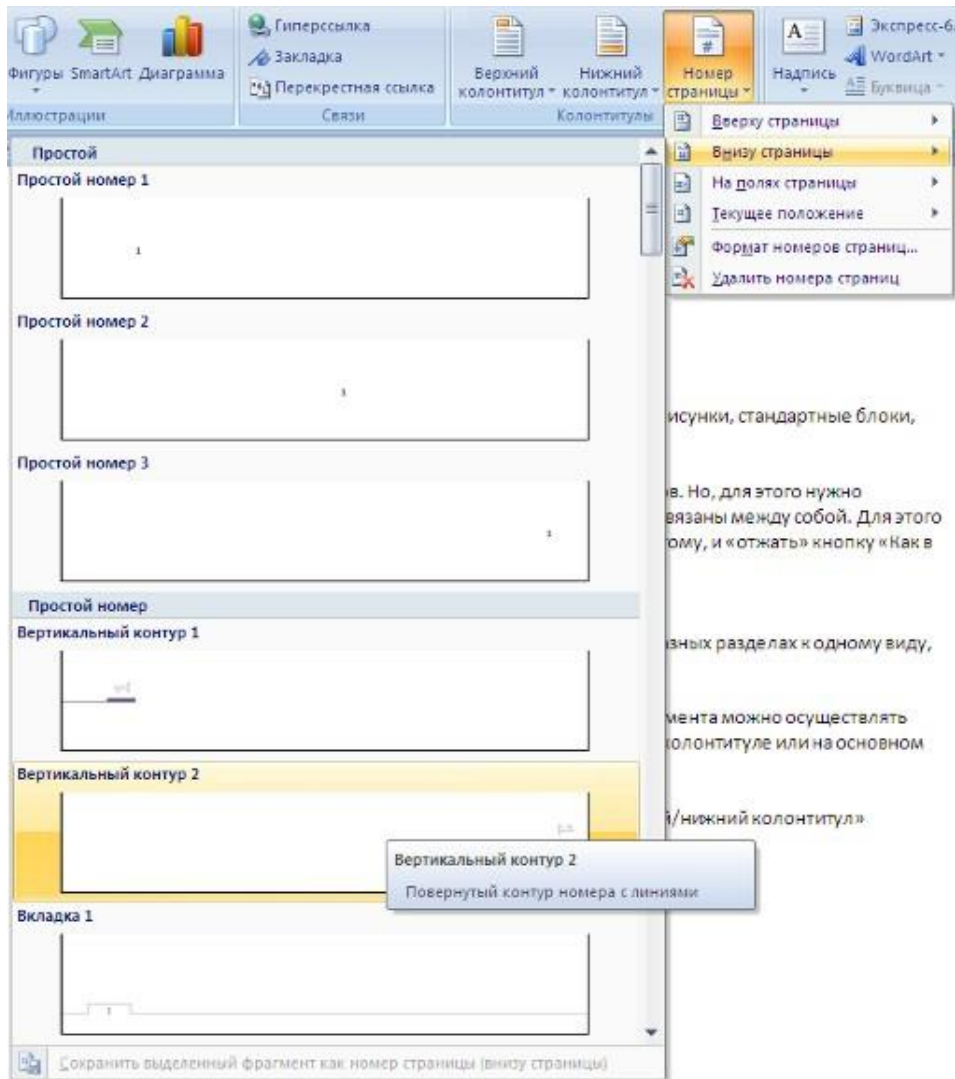 Гиперссылка
Закладка
Перекрестная ссылка
Фигуры SmartArt Диаграмма
Верхний колонтитул
Нижний колонтитул
Номер страницы
Надпись
Экспресс-б
WordArt
Буквица
Иллюстрации
Связи
Колонтитулы
Вверху страницы
Внизу страницы
На полях страницы
Текущее положение
Формат номеров страниц...
Удалить номера страниц
Простой
Простой номер 1
1
Простой номер 2
1
Простой номер 3
1
Простой номер
Вертикальный контур 1
Вертикальный контур 2
Вертикальный контур 2
Повернутый контур номера с линиями
Вкладка 1
1
Сохранить выделенный фрагмент как номер страницы (внизу страницы)
исунки, стандартные блоки,
в. Но, для этого нужно
вязаны между собой. Для этого
ому, и «отжать» кнопку «Как в
зных разделах к одному виду,
мента можно осуществлять
колонтитуле или на основном
й/нижний колонтитул»